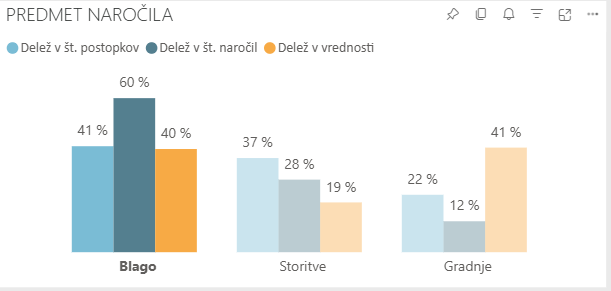 PREDMET NAROČILA
Delež v št. postopkov Delež v št. naročil Delež v vrednosti
41 % 60 % 40 %
37 % 28 % 19 %
22 % 12 % 41 %
Blago Storitve Gradnje